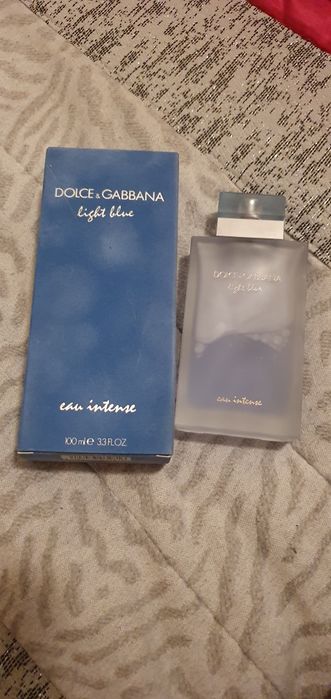 DOLCE & GABBANA
light blue
eau intense
100 ml e 3.3 FL.OZ.
DOLCE & GABBANA
light blue
eau intense